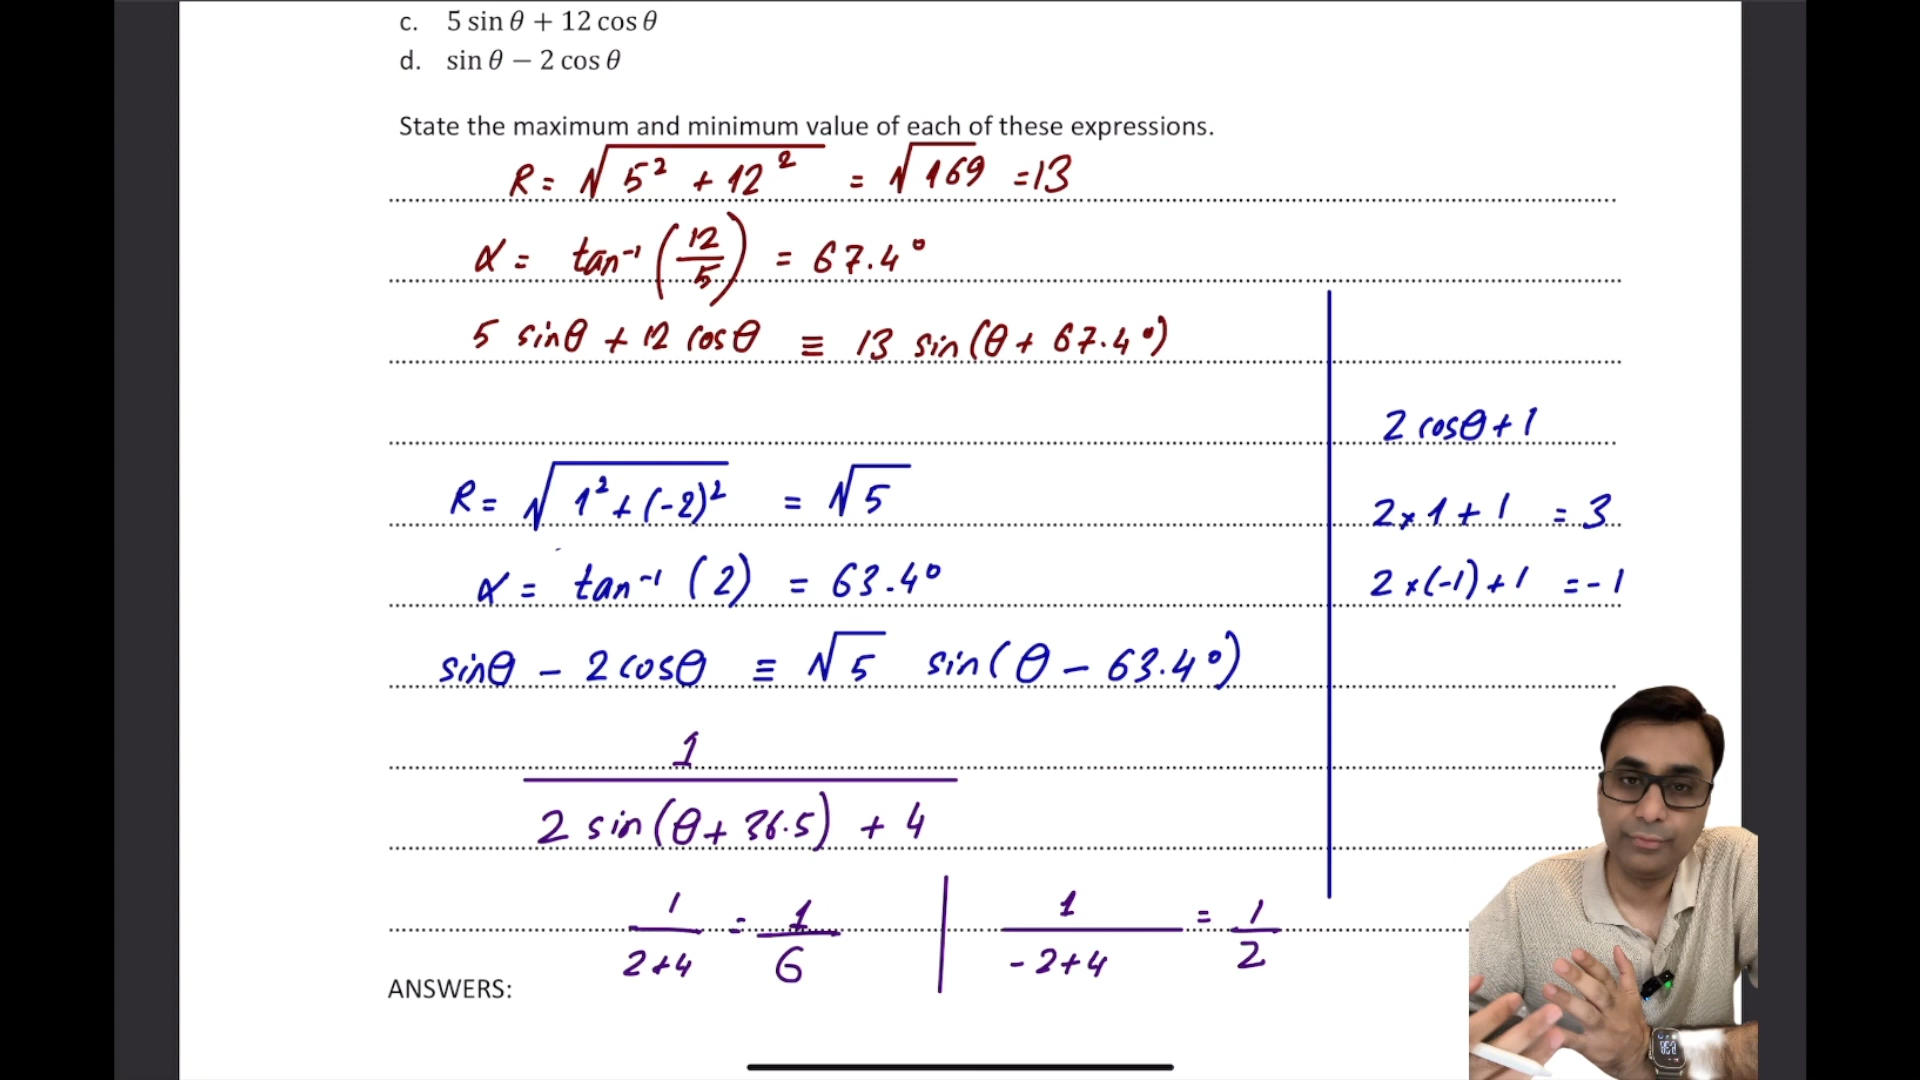 c. 5 sin θ + 12 cos θ
d. sin θ − 2 cos θ
State the maximum and minimum value of each of these expressions.
R = √(5² + 12²) = √169 = 13
α = tan⁻¹ (12/5) = 67.4°
5 sinθ + 12 cosθ ≡ 13 sin(θ + 67.4°)
2 cosθ + 1
R = √(1² + (-2)²) = √5
2 × 1 + 1 = 3
α = tan⁻¹ (2) = 63.4°
2 × (-1) + 1 = -1
sinθ − 2 cosθ ≡ √5 sin(θ − 63.4°)
1
2 sin(θ + 36.5) + 4
1/(2+4) = 1/6 | 1/(-2+4) = 1/2
ANSWERS: